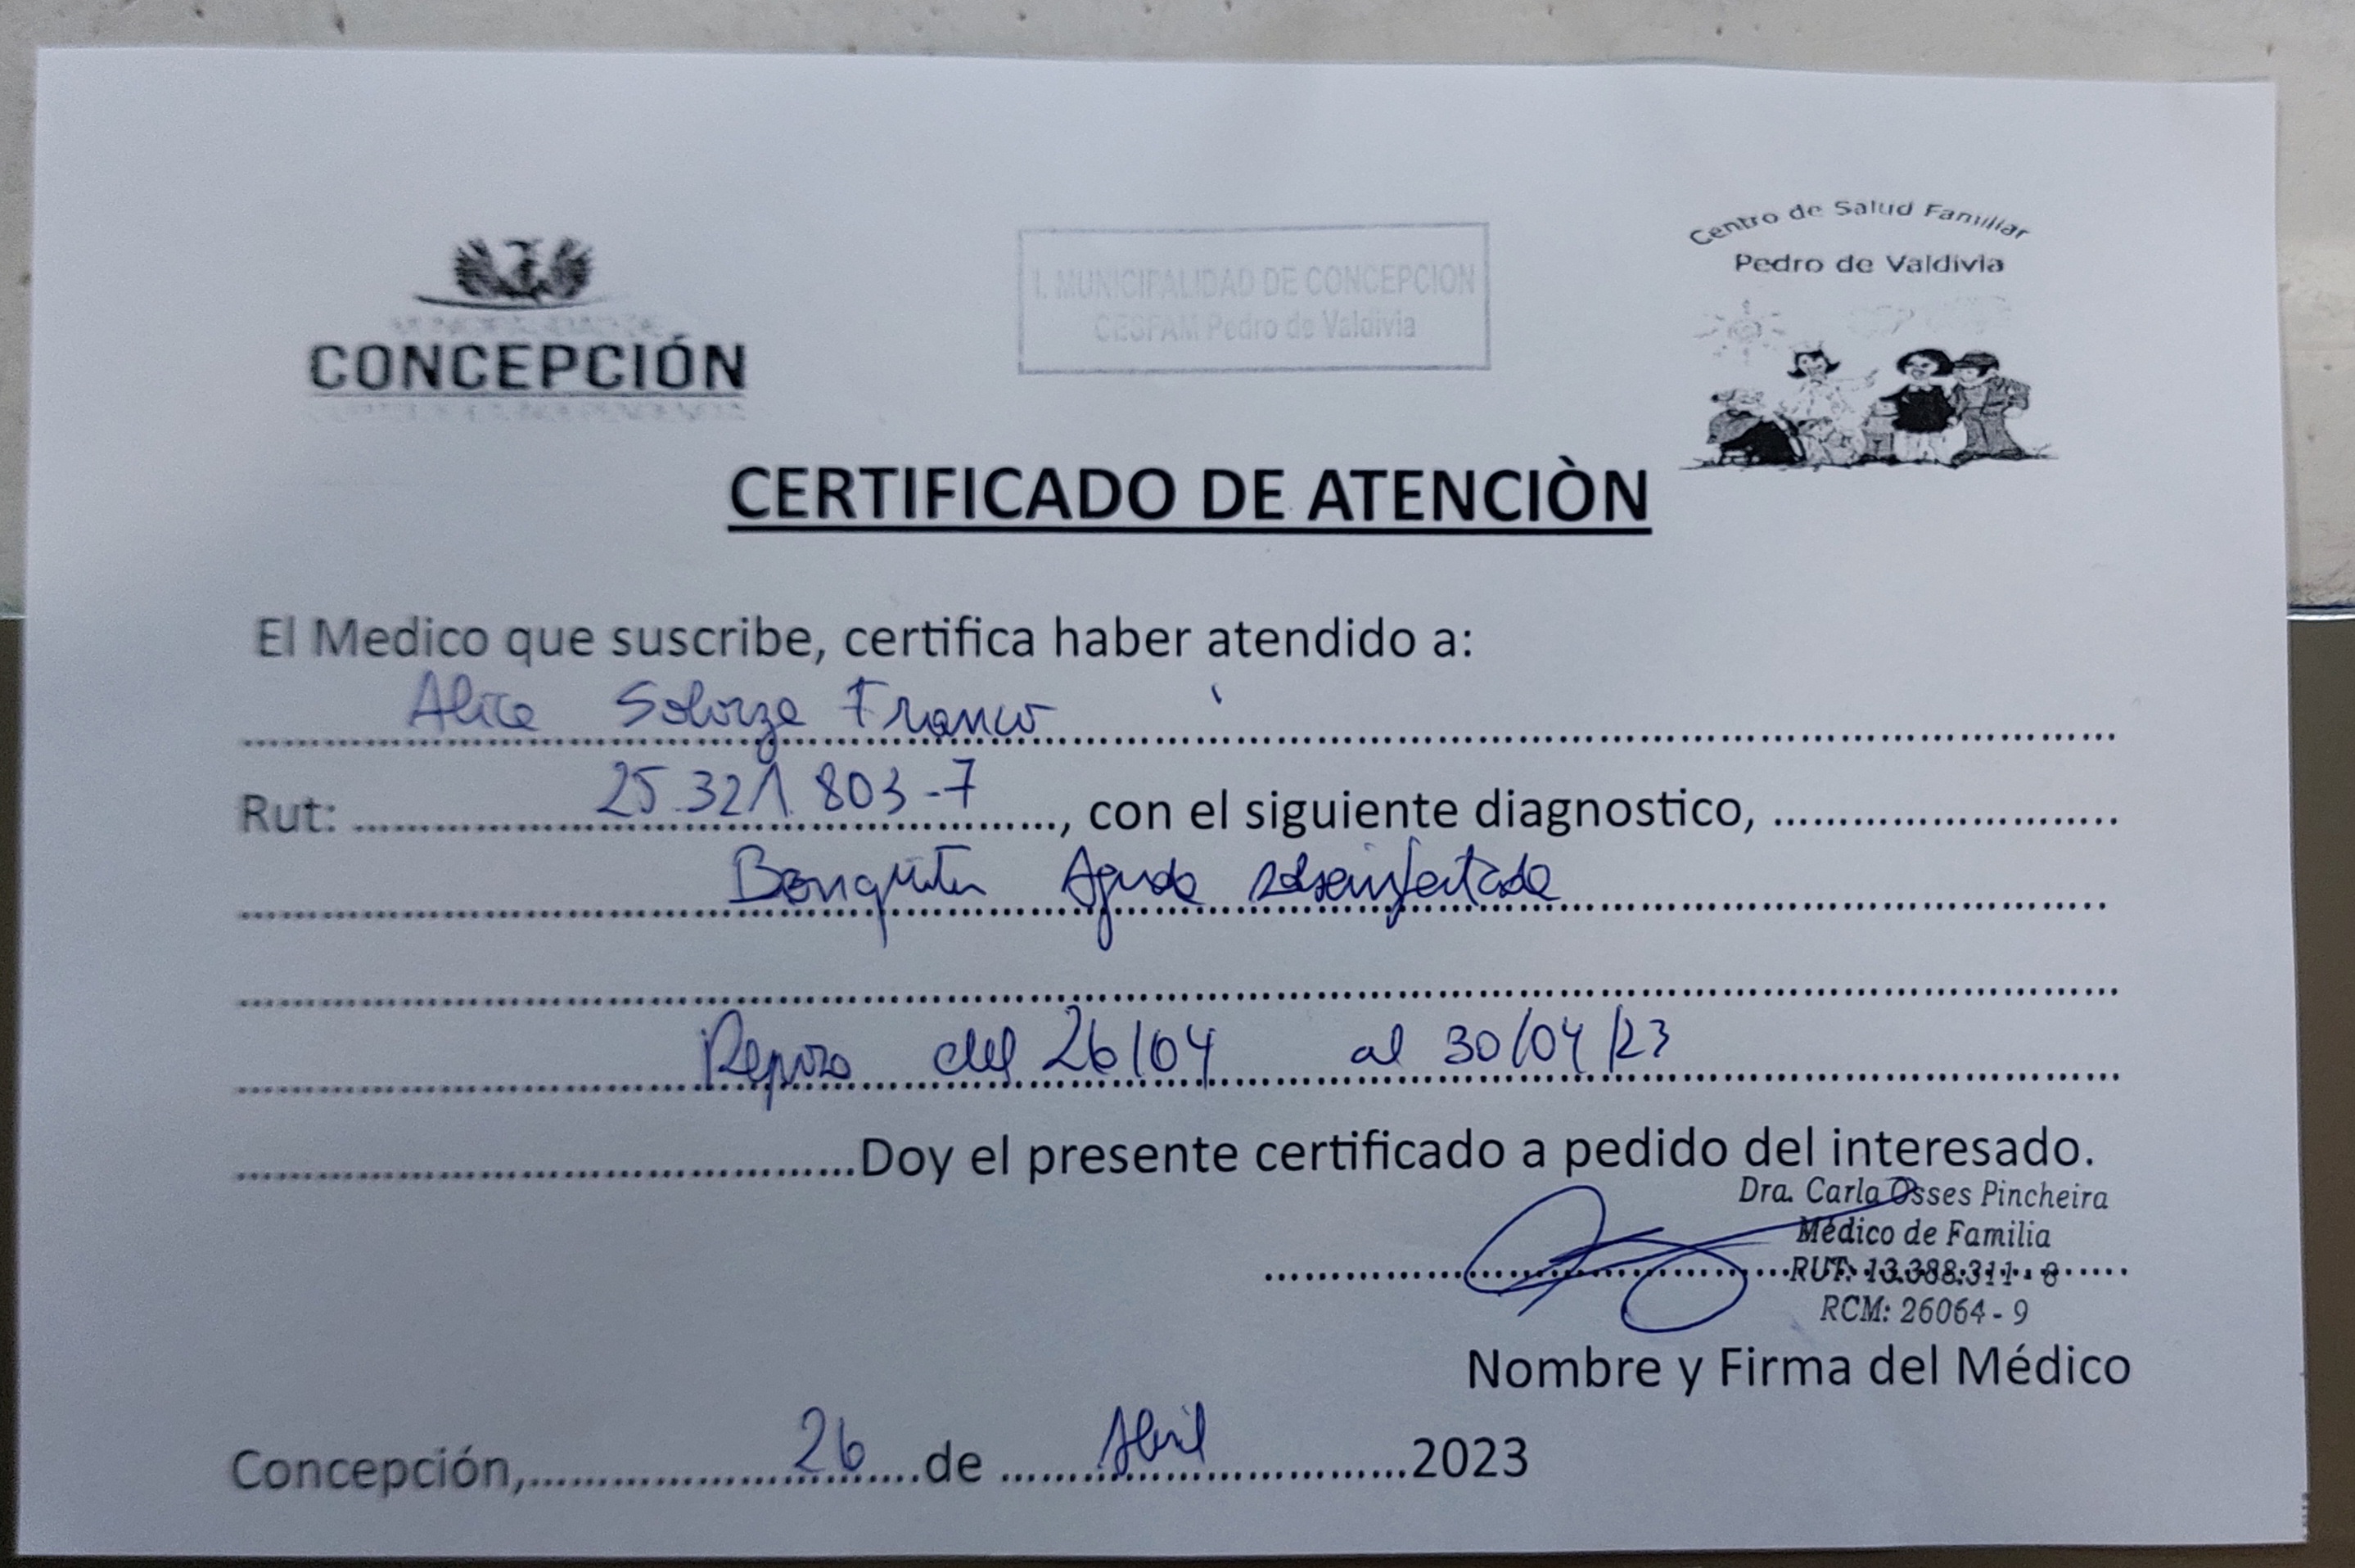 Centro de Salud Familiar
Pedro de Valdivia
I. MUNICIPALIDAD DE CONCEPCION
CESFAM Pedro de Valdivia
CONCEPCIÓN
CERTIFICADO DE ATENCIÒN
El Medico que suscribe, certifica haber atendido a:
Alice Franco
Rut: 25.321.803-7, con el siguiente diagnostico,
Aguda sobreinfectada
Reposo del 26/04 al 30/04/23
Doy el presente certificado a pedido del interesado.
Dra. Carla Osses Pincheira
Médico de Familia
RUT: 13.388.311-8
RCM: 26064-9
Nombre y Firma del Médico
Concepción, 26 de Abril 2023